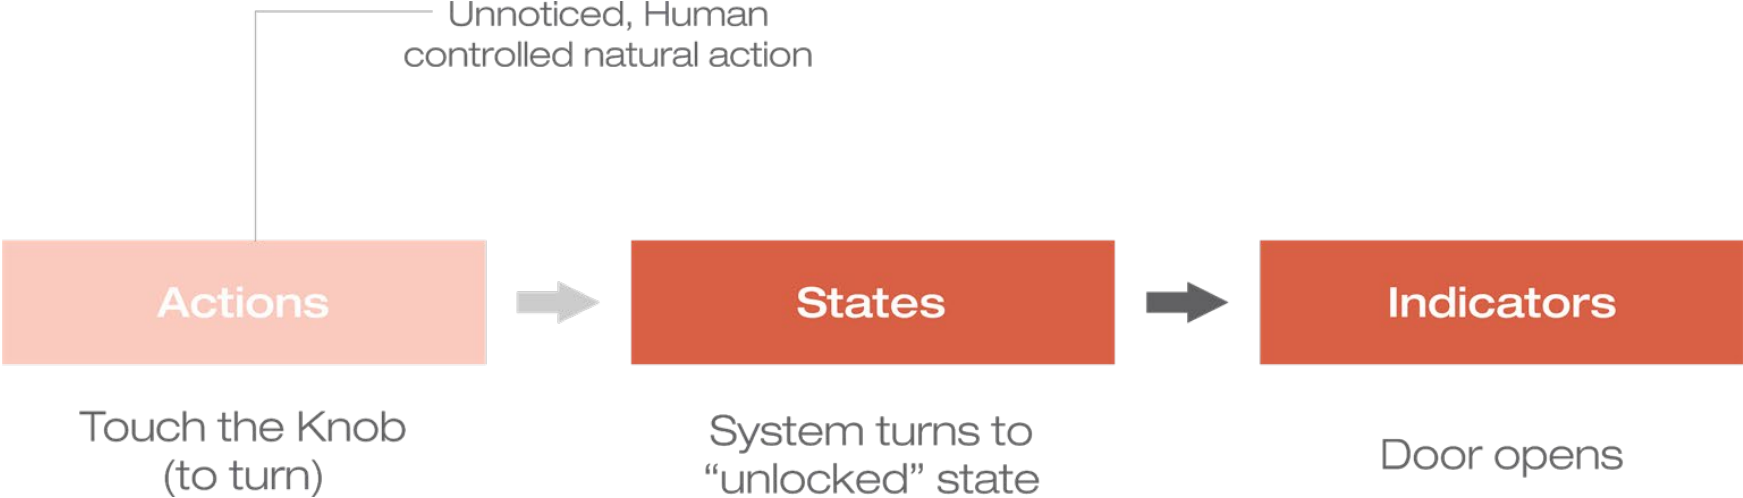 Unnoticed, Human
controlled natural action
Actions
States
Indicators
Touch the Knob
(to turn)
System turns to
“unlocked” state
Door opens